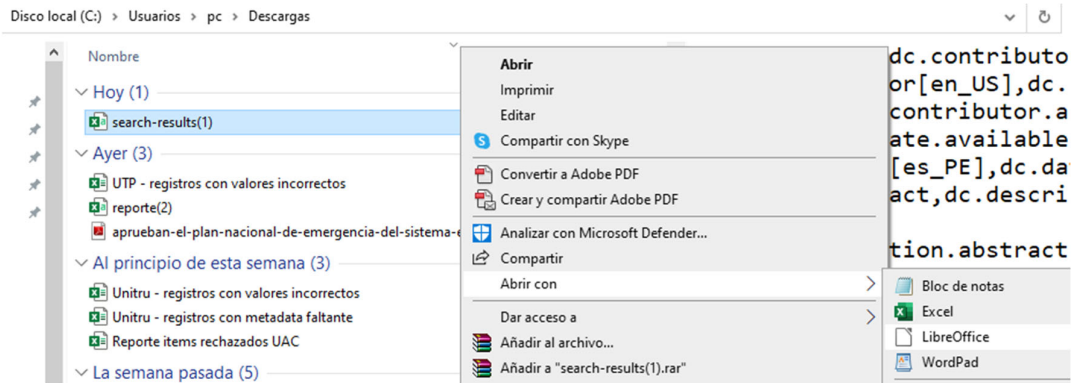 Disco local (C:) > Usuarios > pc > Descargas
Nombre
Hoy (1)
search-results(1)
Ayer (3)
UTP - registros con valores incorrectos
reporte(2)
aprueban-el-plan-nacional-de-emergencia-del-sistema-e
Al principio de esta semana (3)
Unitru - registros con valores incorrectos
Unitru - registros con metadata faltante
Reporte items rechazados UAC
La semana pasada (5)
Abrir
Imprimir
Editar
Compartir con Skype
Convertir a Adobe PDF
Crear y compartir Adobe PDF
Analizar con Microsoft Defender...
Compartir
Abrir con
Dar acceso a
Añadir al archivo...
Añadir a "search-results(1).rar"
dc.contributo
or[en_US],dc.
contributor.a
ate.available
[es_PE],dc.da
act,dc.descri
tion.abstract
Bloc de notas
Excel
LibreOffice
WordPad